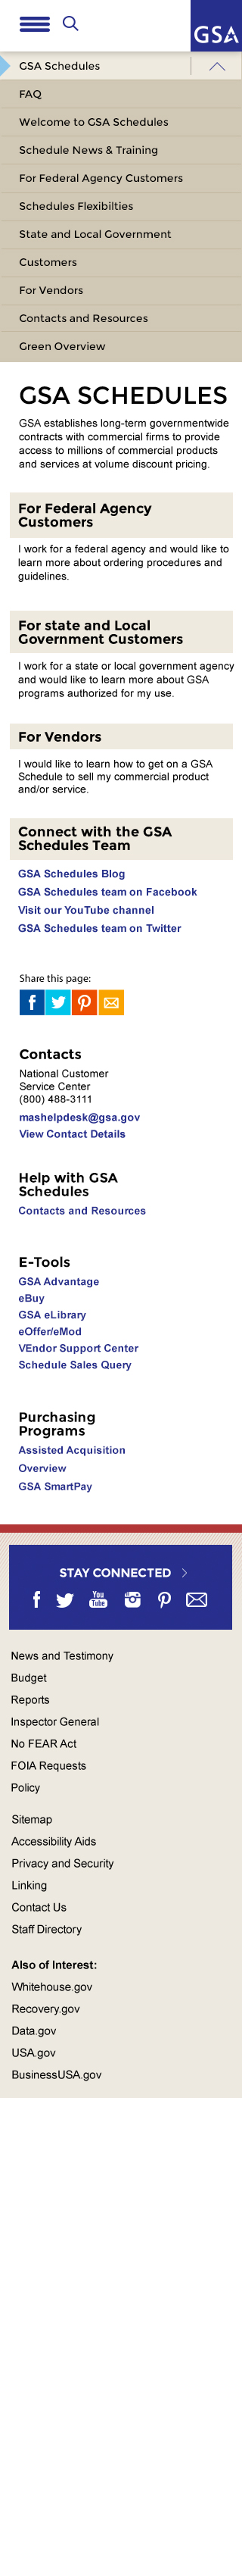 GSA
GSA Schedules
FAQ
Welcome to GSA Schedules
Schedule News & Training
For Federal Agency Customers
Schedules Flexibilties
State and Local Government
Customers
For Vendors
Contacts and Resources
Green Overview
GSA SCHEDULES
GSA establishes long-term governmentwide
contracts with commercial firms to provide
access to millions of commercial products
and services at volume discount pricing.
For Federal Agency
Customers
I work for a federal agency and would like to
learn more about ordering procedures and
guidelines.
For state and Local
Government Customers
I work for a state or local government agency
and would like to learn more about GSA
programs authorized for my use.
For Vendors
I would like to learn how to get on a GSA
Schedule to sell my commercial product
and/or service.
Connect with the GSA
Schedules Team
GSA Schedules Blog
GSA Schedules team on Facebook
Visit our YouTube channel
GSA Schedules team on Twitter
Share this page:
Contacts
National Customer
Service Center
(800) 488-3111
mashelpdesk@gsa.gov
View Contact Details
Help with GSA
Schedules
Contacts and Resources
E-Tools
GSA Advantage
eBuy
GSA eLibrary
eOffer/eMod
VEndor Support Center
Schedule Sales Query
Purchasing
Programs
Assisted Acquisition
Overview
GSA SmartPay
STAY CONNECTED
You Tube
News and Testimony
Budget
Reports
Inspector General
No FEAR Act
FOIA Requests
Policy
Sitemap
Accessibility Aids
Privacy and Security
Linking
Contact Us
Staff Directory
Also of Interest:
Whitehouse.gov
Recovery.gov
Data.gov
USA.gov
BusinessUSA.gov